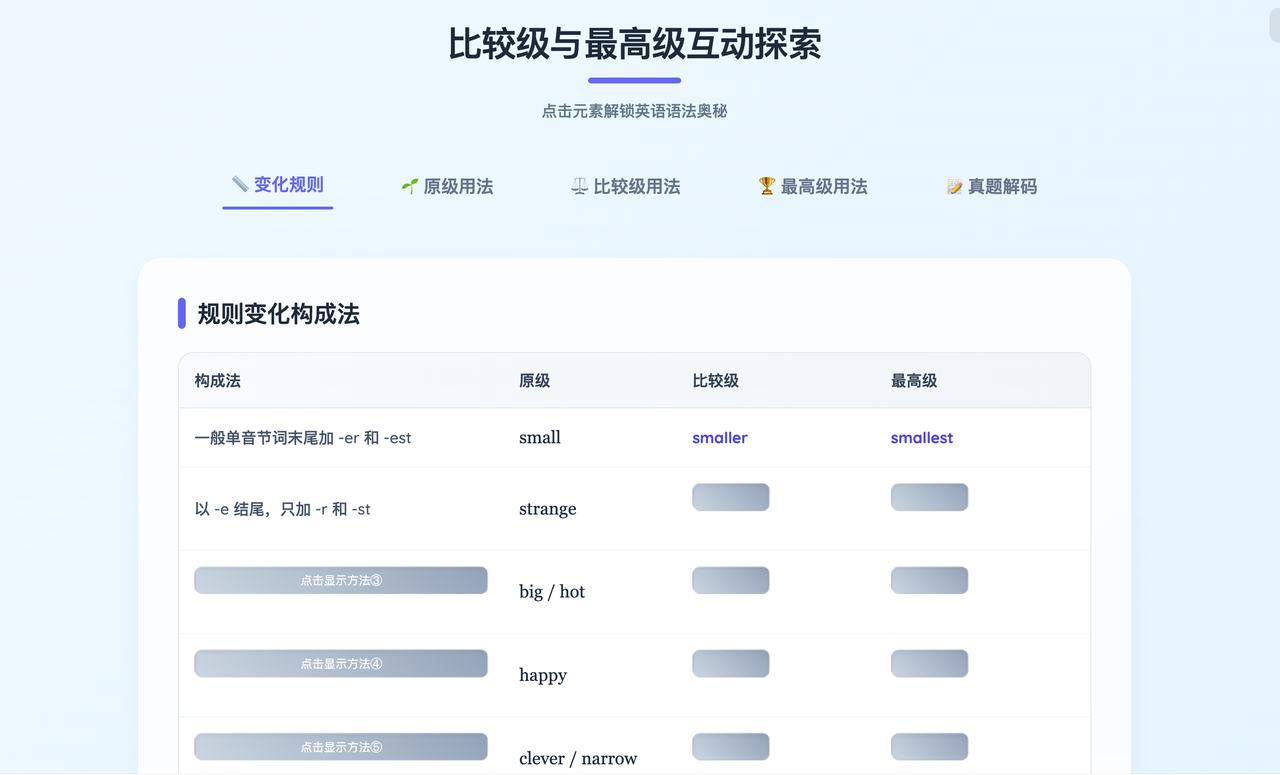 比较级与最高级互动探索
点击元素解锁英语语法奥秘
📏 变化规则 🌱 原级用法 ⚖️ 比较级用法 🏆 最高级用法 📝 真题解码
规则变化构成法
构成法 原级 比较级 最高级
一般单音节词末尾加 -er 和 -est small smaller smallest
以 -e 结尾，只加 -r 和 -st strange
点击显示方法③ big / hot
点击显示方法④ happy
点击显示方法⑤ clever / narrow